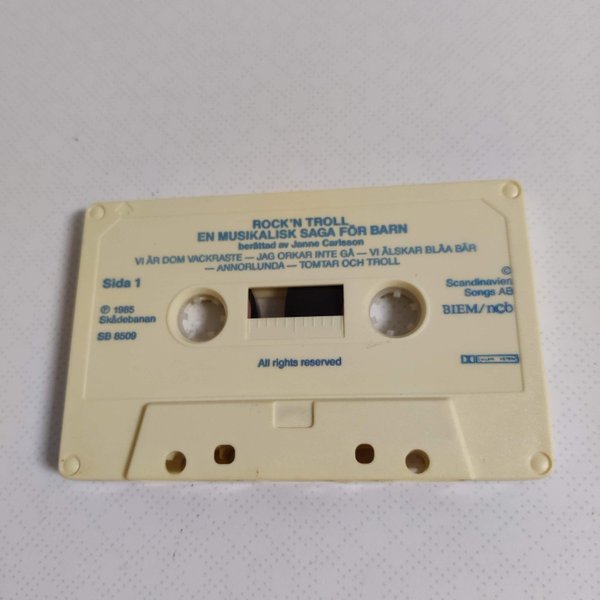 ROCK'N TROLL,
EN MUSIKALISK SAGA FÖR BARN
berättad av Janne Carlsson
VI ÄR DOM VACKRASTE — JAG ORKAR INTE GÅ — VI ÄLSKAR BLÅA BÄR
— ANNORLUNDA — TOMTAR OCH TROLL
Sida 1
Ⓟ 1985
Skådebanan
SB 8509
©
Scandinavien
Songs AB
BIEM/ncb
All rights reserved